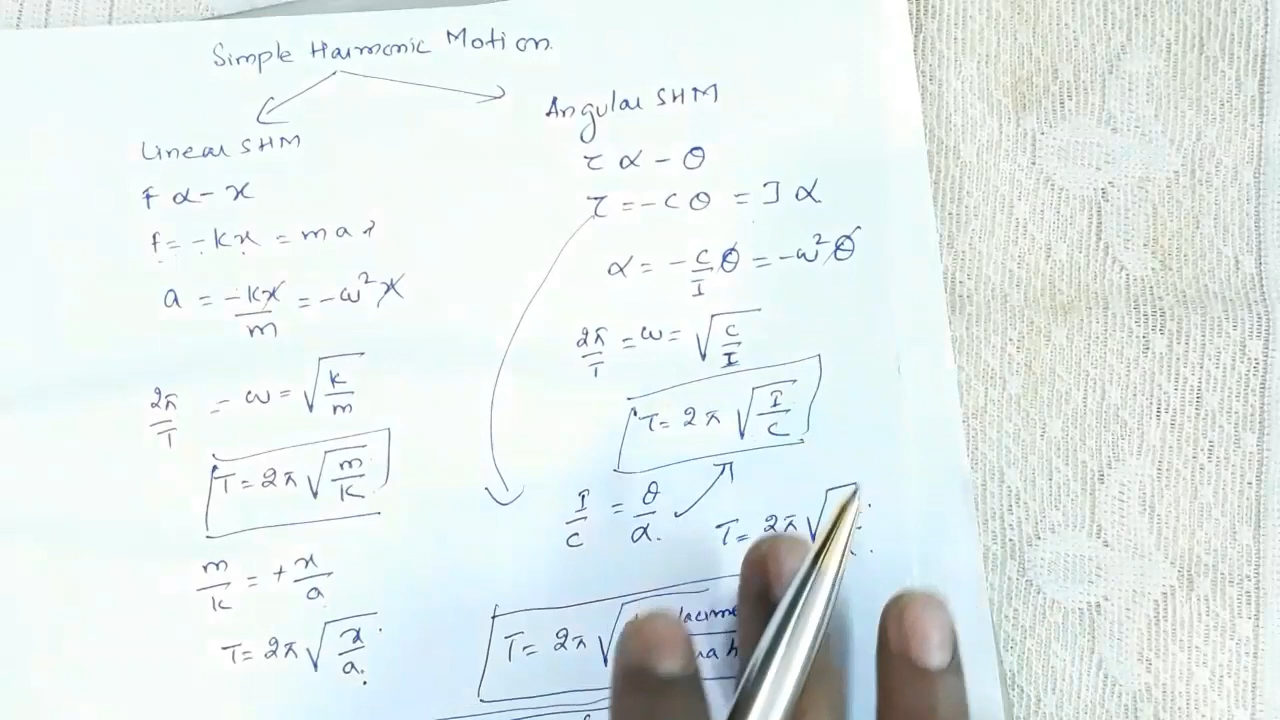 Simple Harmonic Motion.
Linear SHM
F α - x
f = -kx = ma
a = -kx/m = -ω²x
2π/T = ω = √(k/m)
T = 2π √(m/k)
m/k = + x/a
T = 2π √(x/a)
Angular SHM
τ α - θ
τ = -cθ = I α
α = -c/I θ = -ω²θ
2π/T = ω = √(c/I)
T = 2π √(I/c)
I/c = θ/α.
T = 2π √
T = 2π √